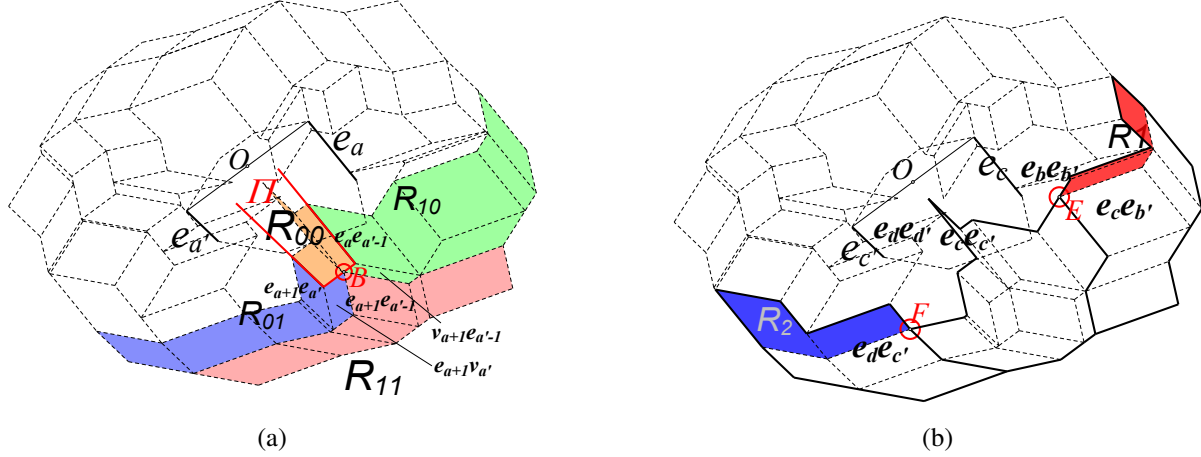 O
e_a
Π
R_10
R_00
e_a'
e_a e_a'-1
B
e_a+1 e_a'
e_a+1 e_a'-1
R_01
v_a+1 e_a'-1
e_a+1 v_a'
R_11
(a)
R1
O
e_c
e_b e_b'
E
e_c e_b'
e_c'
e_d e_d'
e_c e_c'
R_2
F
e_d e_c'
(b)